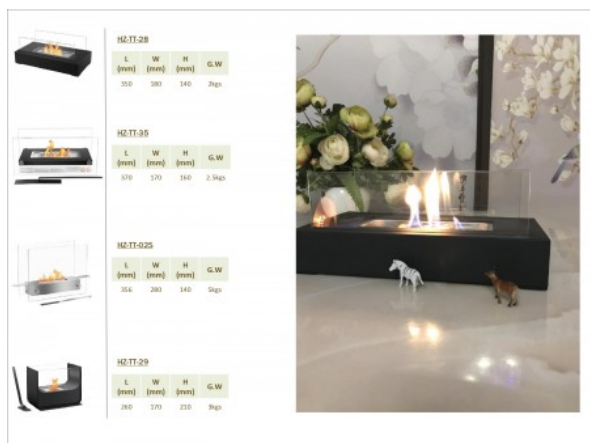 HZ-TT-28
L (mm) W (mm) H (mm) G.W
350 180 140 2kgs
HZ-TT-35
L (mm) W (mm) H (mm) G.W
370 170 160 2.5kgs
HZ-TT-025
L (mm) W (mm) H (mm) G.W
356 280 140 5kgs
HZ-TT-29
L (mm) W (mm) H (mm) G.W
260 170 210 3kgs